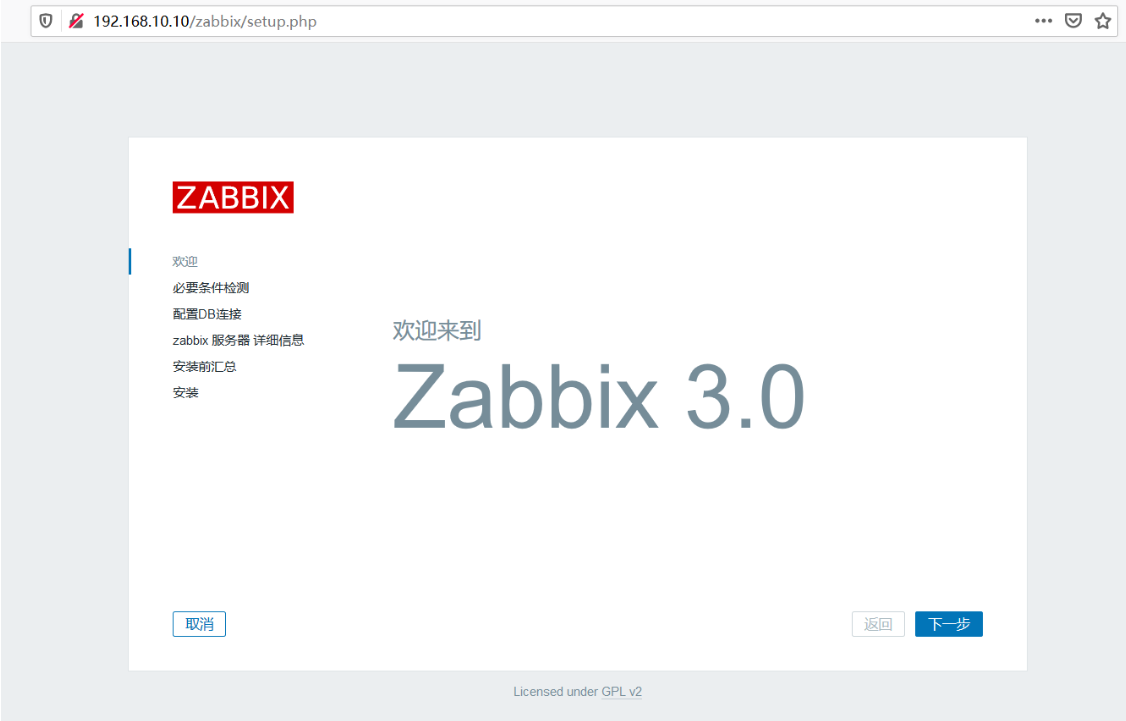 192.168.10.10/zabbix/setup.php
ZABBIX
欢迎
必要条件检测
配置DB连接
zabbix 服务器 详细信息
安装前汇总
安装
欢迎来到
Zabbix 3.0
取消
返回
下一步
Licensed under GPL v2